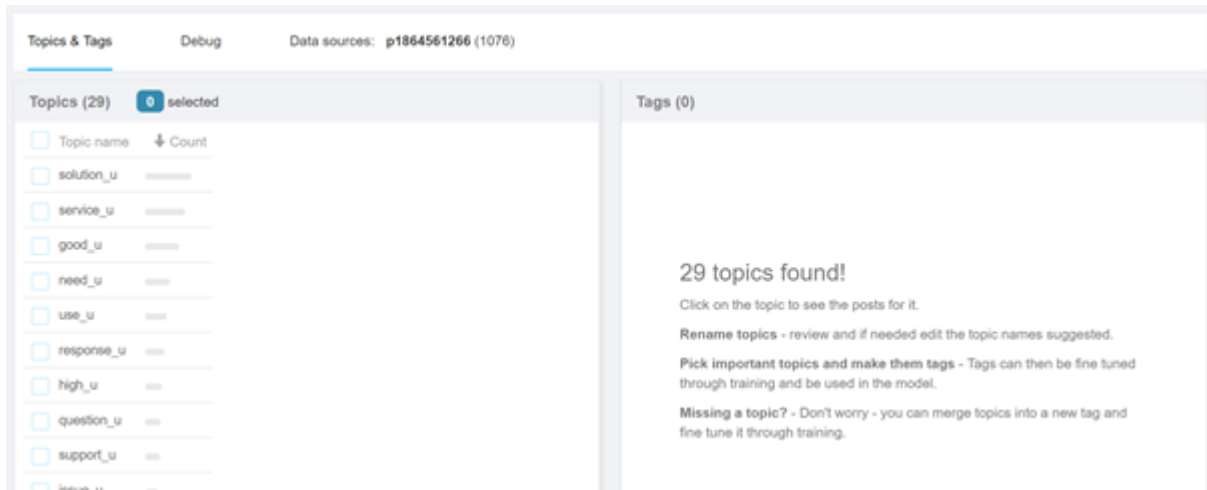 Topics & Tags Debug Data sources: p1864561266 (1076)
Topics (29) 0 selected
Topic name Count
solution_u
service_u
good_u
need_u
use_u
response_u
high_u
question_u
support_u
issue_u
Tags (0)
29 topics found!
Click on the topic to see the posts for it.
Rename topics - review and if needed edit the topic names suggested.
Pick important topics and make them tags - Tags can then be fine tuned
through training and be used in the model.
Missing a topic? - Don't worry - you can merge topics into a new tag and
fine tune it through training.